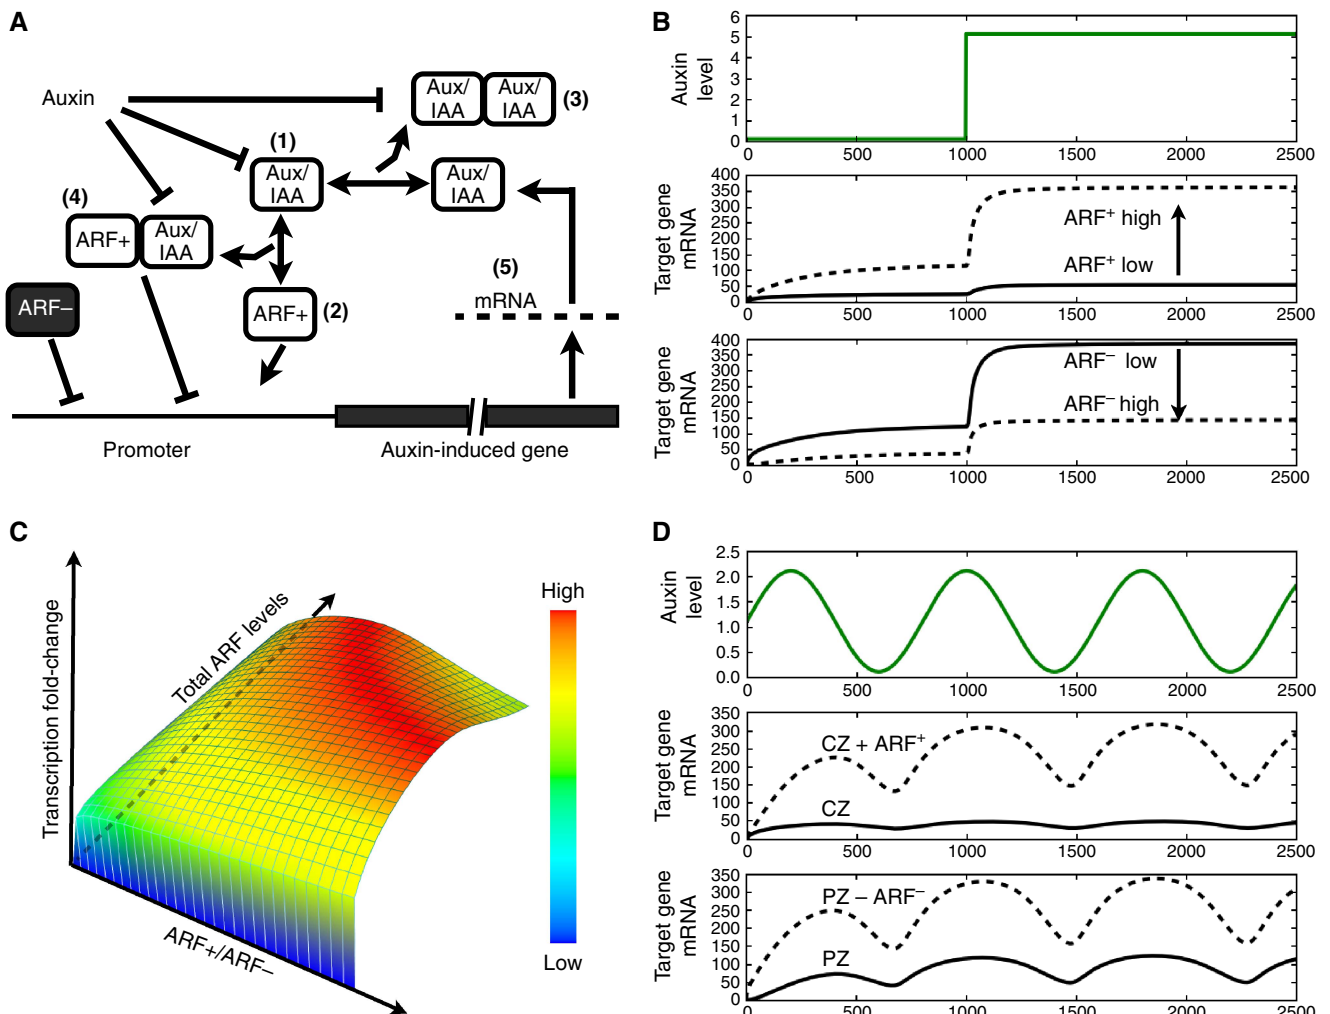 A
Auxin
Aux/
IAA
Aux/
IAA
(3)
(1)
Aux/
IAA
Aux/
IAA
(4)
ARF+
Aux/
IAA
ARF–
ARF+
(2)
(5)
mRNA
Promoter
Auxin-induced gene
B
Auxin
level
6
5
4
3
2
1
0
0 500 1000 1500 2000 2500
Target gene
mRNA
400
350
300
250
200
150
100
50
0
ARF+ high
ARF+ low
0 500 1000 1500 2000 2500
Target gene
mRNA
400
350
300
250
200
150
100
50
0
ARF– low
ARF– high
0 500 1000 1500 2000 2500
C
Transcription fold-change
Total ARF levels
ARF+/ARF–
High
Low
D
Auxin
level
2.5
2.0
1.5
1.0
0.5
0.0
0 500 1000 1500 2000 2500
Target gene
mRNA
350
300
250
200
150
100
50
0
CZ + ARF+
CZ
0 500 1000 1500 2000 2500
Target gene
mRNA
350
300
250
200
150
100
50
0
PZ – ARF–
PZ
0 500 1000 1500 2000 2500